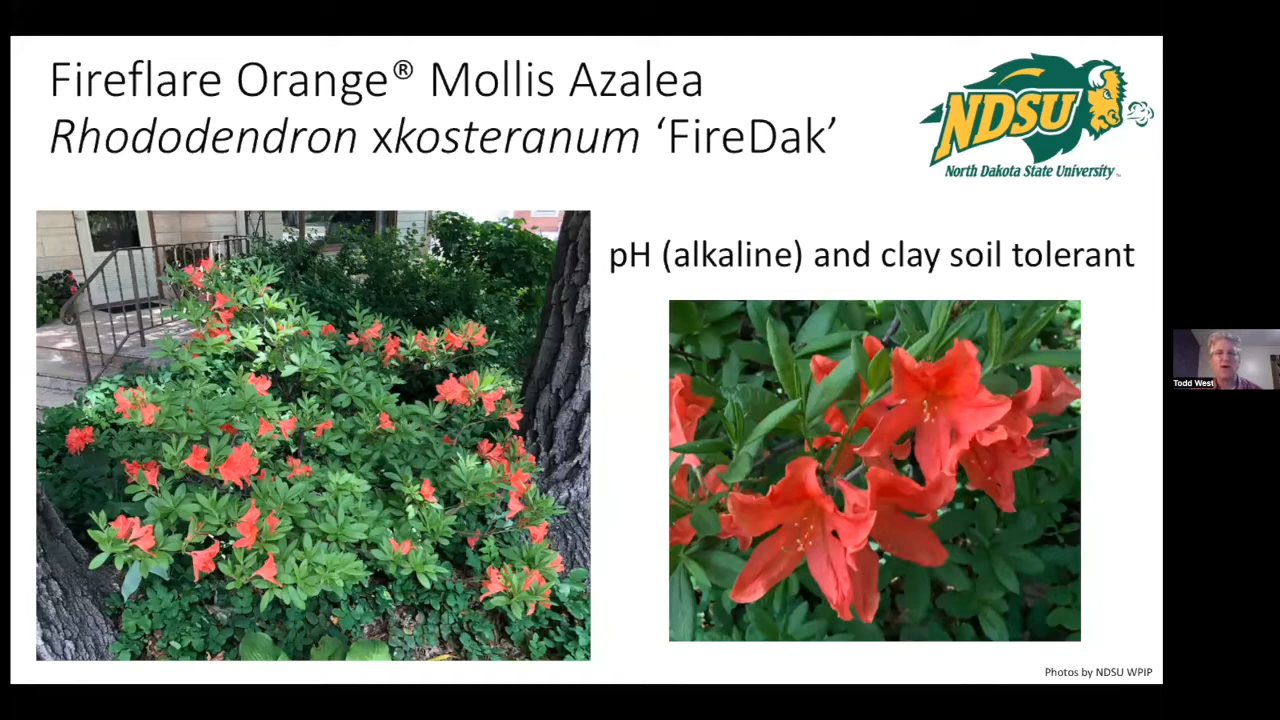 Fireflare Orange® Mollis Azalea
Rhododendron xkosteranum ‘FireDak’
NDSU
North Dakota State University™
pH (alkaline) and clay soil tolerant
Todd West
Photos by NDSU WPIP